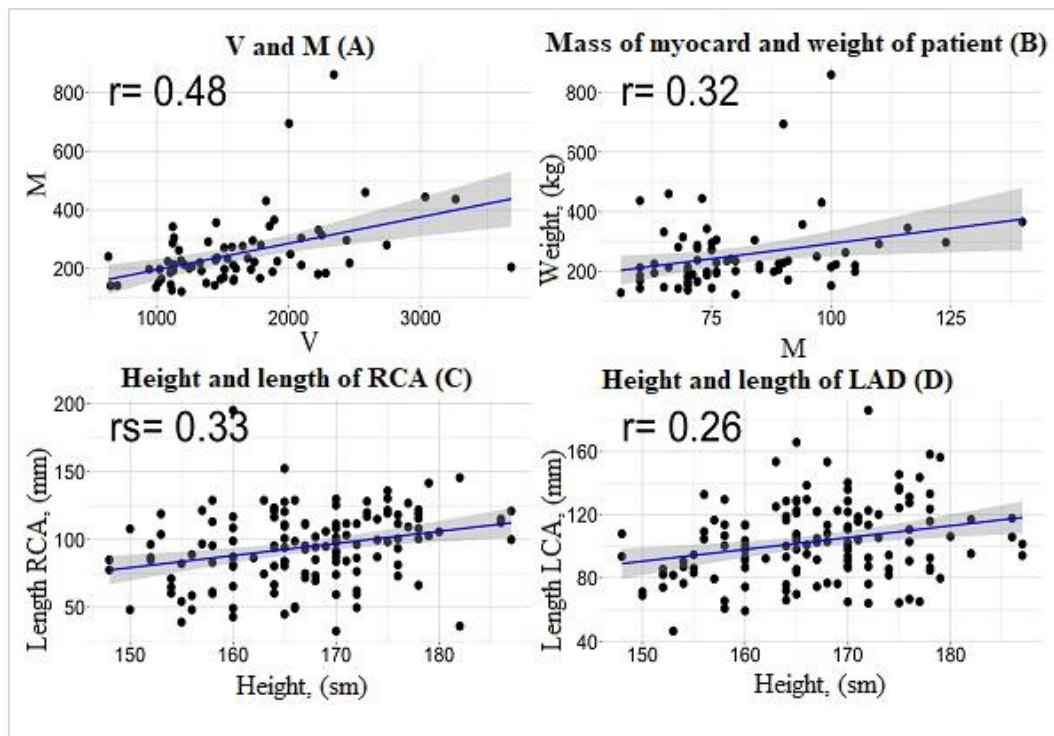 V and M (A)
r= 0.48
800
600
400
200
M
1000
2000
3000
V
Mass of myocard and weight of patient (B)
r= 0.32
800
600
400
200
Weight, (kg)
75
100
125
M
Height and length of RCA (C)
rs= 0.33
200
150
100
50
Length RCA, (mm)
150
160
170
180
Height, (sm)
Height and length of LAD (D)
r= 0.26
160
120
80
40
Length LCA, (mm)
150
160
170
180
Height, (sm)